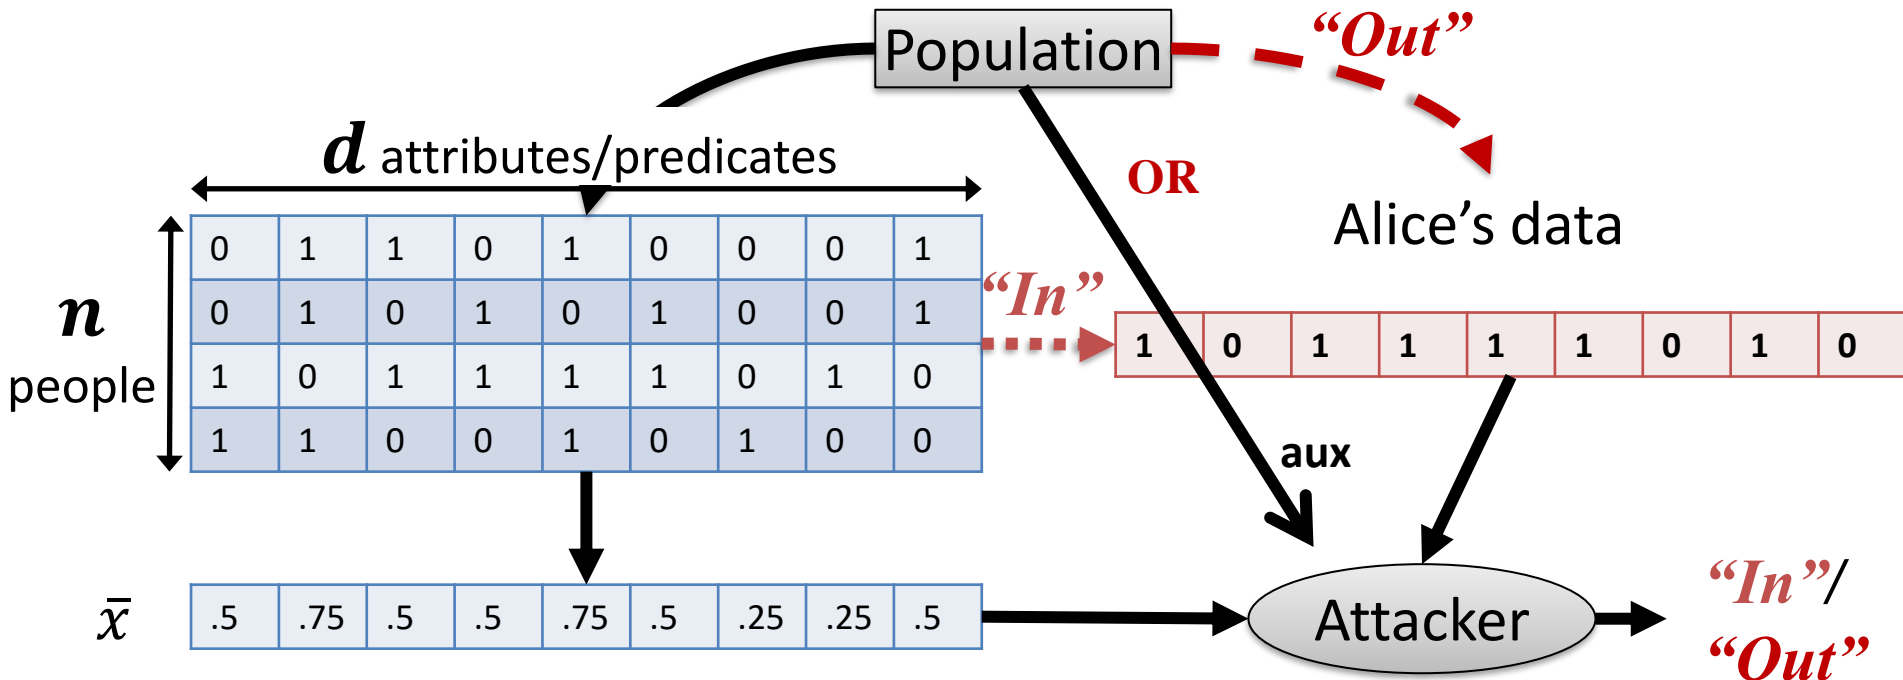 Population
“Out”
d attributes/predicates
OR
Alice’s data
n
people
0 1 1 0 1 0 0 0 1
0 1 0 1 0 1 0 0 1
1 0 1 1 1 1 0 1 0
1 1 0 0 1 0 1 0 0
“In”
1 0 1 1 1 1 0 1 0
aux
x̄
.5 .75 .5 .5 .75 .5 .25 .25 .5
Attacker
“In”/
“Out”